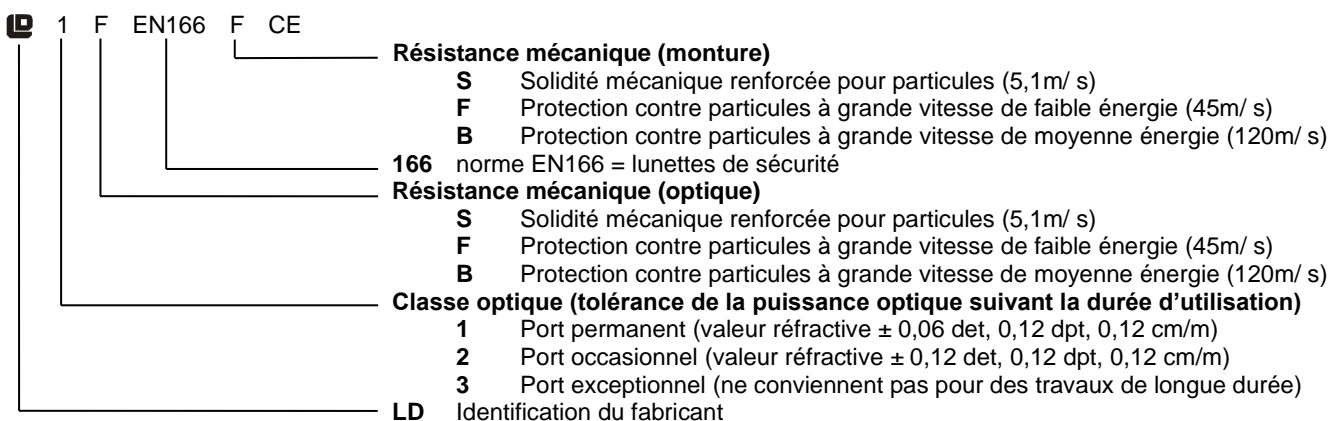 LD 1 F EN166 F CE
Résistance mécanique (monture)
S Solidité mécanique renforcée pour particules (5,1m/ s)
F Protection contre particules à grande vitesse de faible énergie (45m/ s)
B Protection contre particules à grande vitesse de moyenne énergie (120m/ s)
166 norme EN166 = lunettes de sécurité
Résistance mécanique (optique)
S Solidité mécanique renforcée pour particules (5,1m/ s)
F Protection contre particules à grande vitesse de faible énergie (45m/ s)
B Protection contre particules à grande vitesse de moyenne énergie (120m/ s)
Classe optique (tolérance de la puissance optique suivant la durée d’utilisation)
1 Port permanent (valeur réfractive ± 0,06 det, 0,12 dpt, 0,12 cm/m)
2 Port occasionnel (valeur réfractive ± 0,12 det, 0,12 dpt, 0,12 cm/m)
3 Port exceptionnel (ne conviennent pas pour des travaux de longue durée)
LD Identification du fabricant